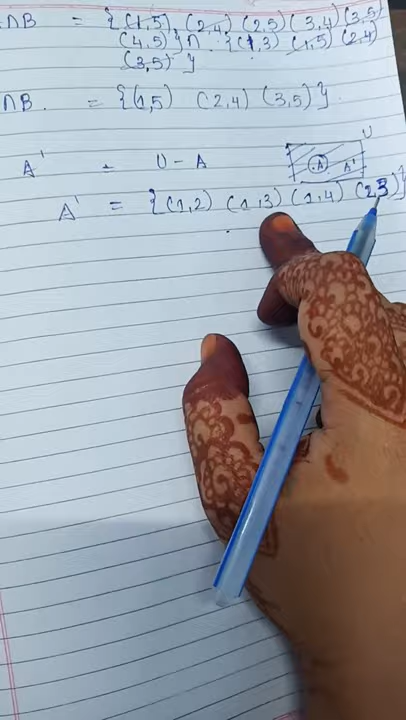 ∩B = {(1,5) (2,4) (2,5) (3,4) (3,5)
(4,5)} ∩ {(1,3) (1,5) (2,4)
(3,5)}
∩B. = {(1,5) (2,4) (3,5)}.
U
A' = U - A
A A'
A' = {(1,2) (1,3) (1,4) (2,3)}